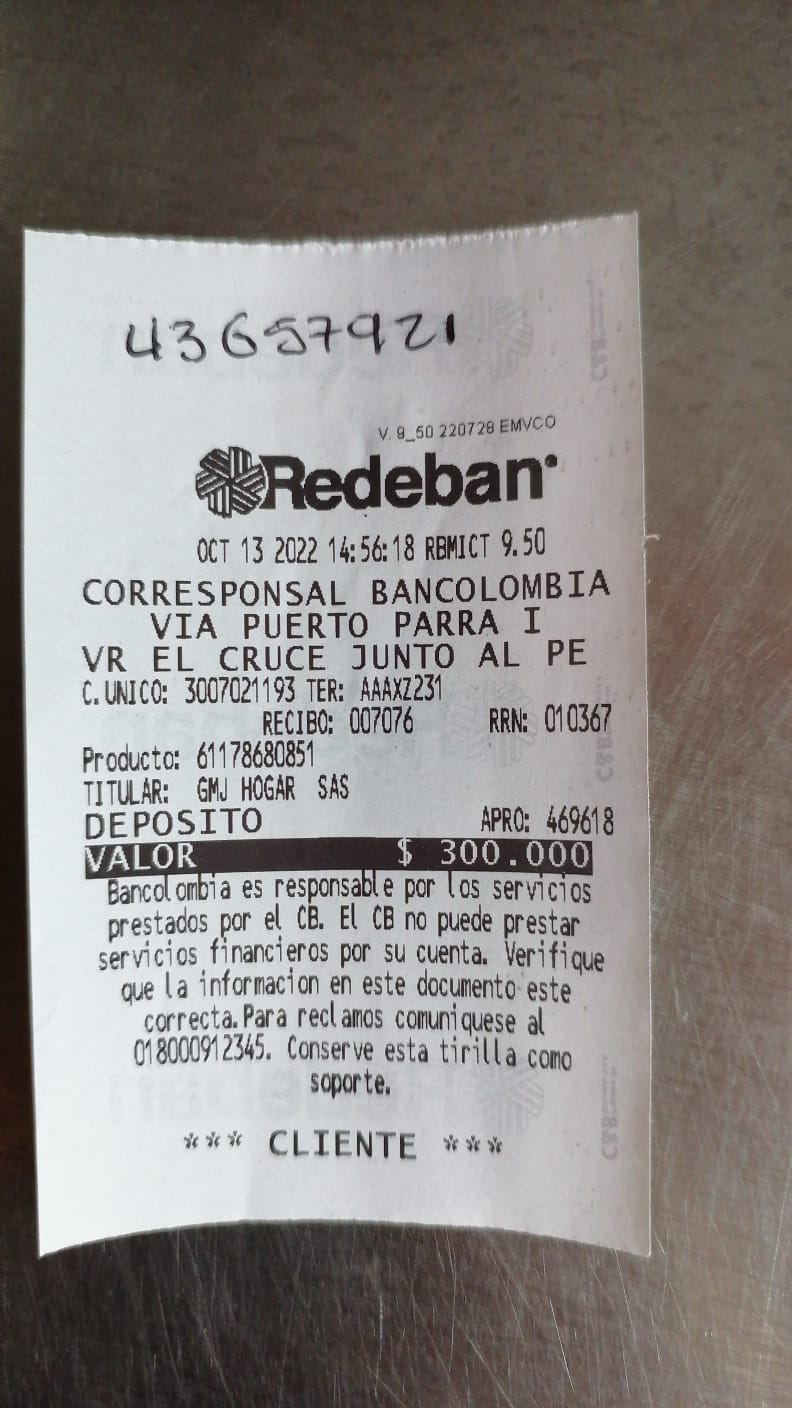 43657921
V. 9_50 220728 EMVCO
Redeban
OCT 13 2022 14:56:18 RBMICT 9.50
CORRESPONSAL BANCOLOMBIA
VIA PUERTO PARRA I
VR EL CRUCE JUNTO AL PE
C.UNICO: 3007021193 TER: AAAXZ231
RECIBO: 007076 RRN: 010367
Producto: 61178680851
TITULAR: GMJ HOGAR SAS
DEPOSITO APRO: 469618
VALOR $ 300.000
Bancolombia es responsable por los servicios
prestados por el CB. El CB no puede prestar
servicios financieros por su cuenta. Verifique
que la informacion en este documento este
correcta.Para reclamos comuniquese al
018000912345. Conserve esta tirilla como
soporte.
*** CLIENTE ***